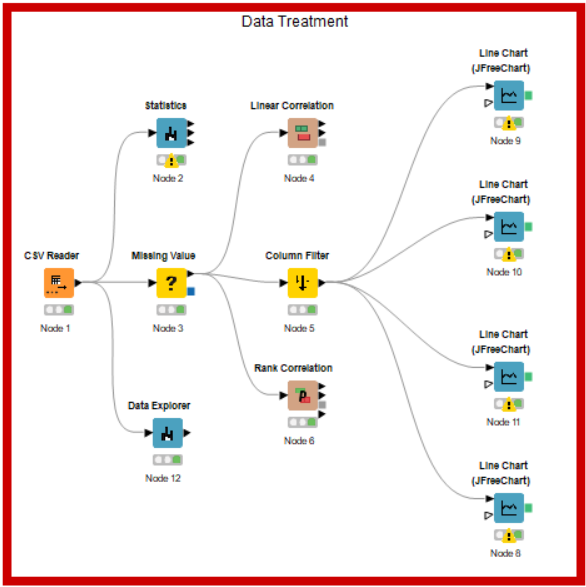 Data Treatment
Line Chart
(JFreeChart)
Node 9
Statistics
Node 2
Linear Correlation
Node 4
Line Chart
(JFreeChart)
Node 10
CSV Reader
Node 1
Missing Value
?
Node 3
Column Filter
Node 5
Line Chart
(JFreeChart)
Node 11
Rank Correlation
ρ
Node 6
Data Explorer
Node 12
Line Chart
(JFreeChart)
Node 8